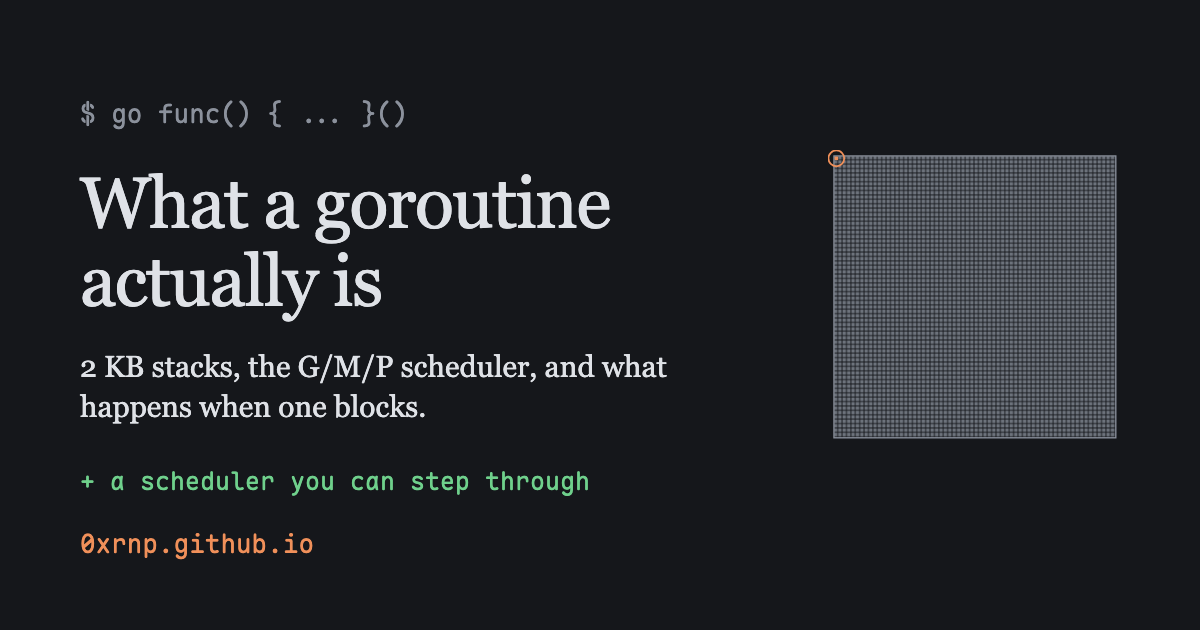 $ go func() { ... }()
What a goroutine
actually is
2 KB stacks, the G/M/P scheduler, and what
happens when one blocks.
+ a scheduler you can step through
0xrnp.github.io